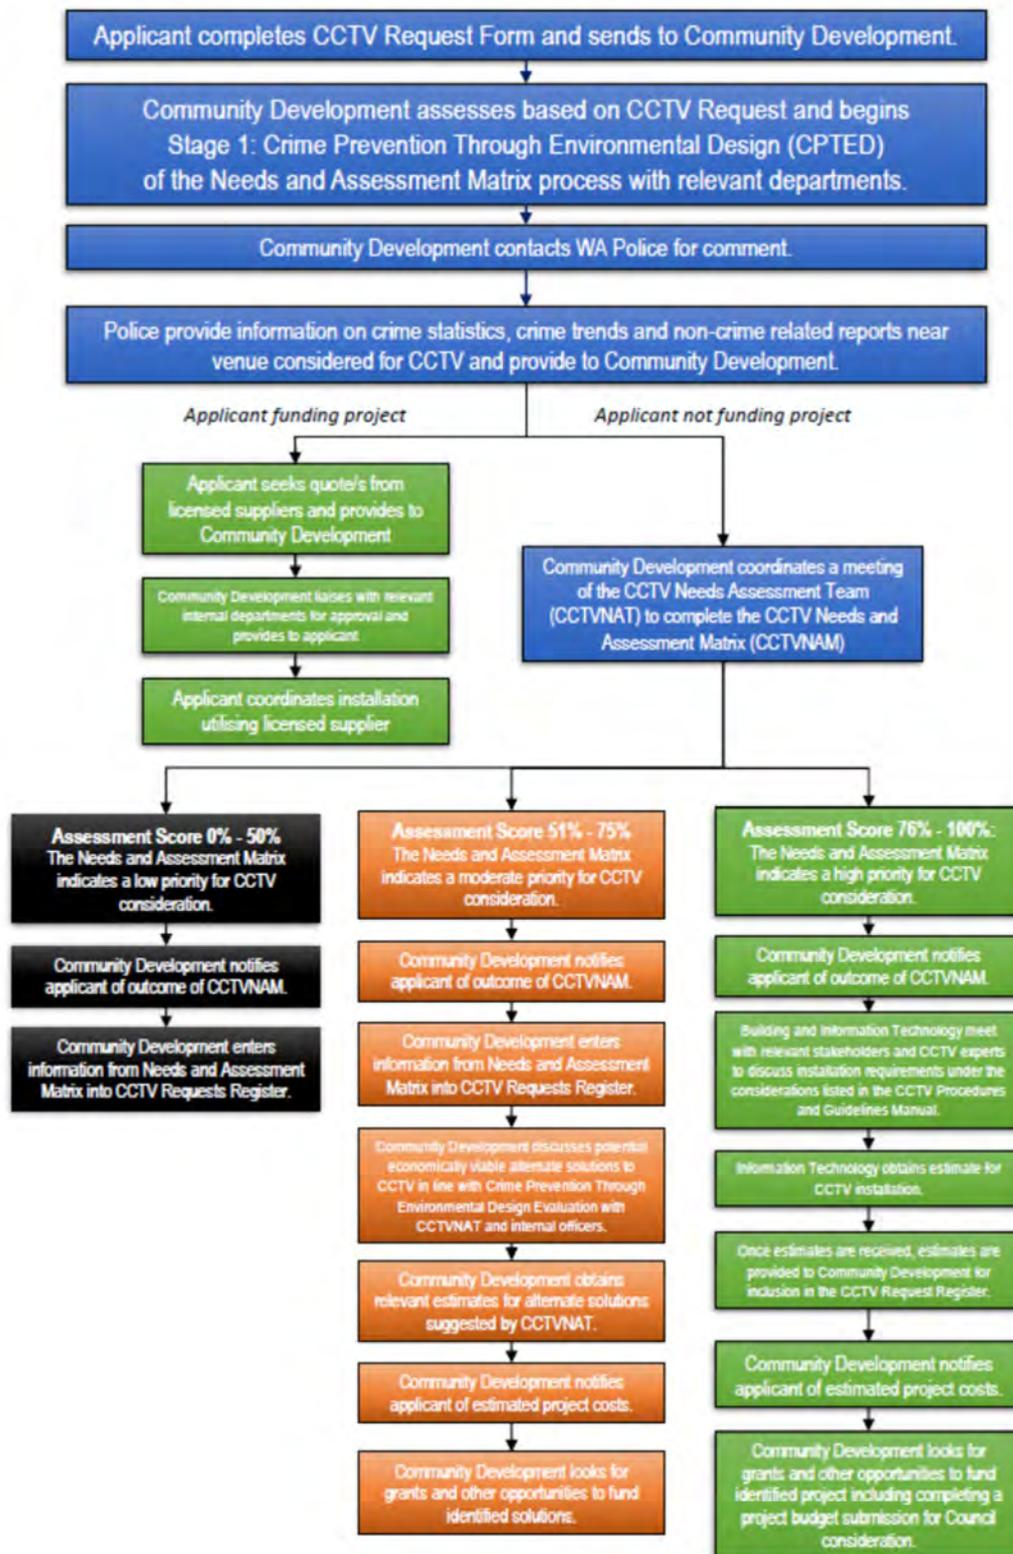 Applicant completes CCTV Request Form and sends to Community Development.
Community Development assesses based on CCTV Request and begins
Stage 1: Crime Prevention Through Environmental Design (CPTED)
of the Needs and Assessment Matrix process with relevant departments.
Community Development contacts WA Police for comment.
Police provide information on crime statistics, crime trends and non-crime related reports near
venue considered for CCTV and provide to Community Development.
Applicant funding project
Applicant not funding project
Applicant seeks quote/s from
licensed suppliers and provides to
Community Development
Community Development liaises with relevant
internal departments for approval and
provides to applicant
Applicant coordinates installation
utilising licensed supplier
Community Development coordinates a meeting
of the CCTV Needs Assessment Team
(CCTVNAT) to complete the CCTV Needs and
Assessment Matrix (CCTVNAM)
Assessment Score 0% - 50%
The Needs and Assessment Matrix
indicates a low priority for CCTV
consideration.
Community Development notifies
applicant of outcome of CCTVNAM.
Community Development enters
information from Needs and Assessment
Matrix into CCTV Requests Register.
Assessment Score 51% - 75%
The Needs and Assessment Matrix
indicates a moderate priority for CCTV
consideration.
Community Development notifies
applicant of outcome of CCTVNAM.
Community Development enters
information from Needs and Assessment
Matrix into CCTV Requests Register.
Community Development discusses potential
economically viable alternate solutions to
CCTV in line with Crime Prevention Through
Environmental Design Evaluation with
CCTVNAT and internal officers.
Community Development obtains
relevant estimates for alternate solutions
suggested by CCTVNAT.
Community Development notifies
applicant of estimated project costs.
Community Development looks for
grants and other opportunities to fund
identified solutions.
Assessment Score 76% - 100%:
The Needs and Assessment Matrix
indicates a high priority for CCTV
consideration.
Community Development notifies
applicant of outcome of CCTVNAM.
Building and Information Technology meet
with relevant stakeholders and CCTV experts
to discuss installation requirements under the
considerations listed in the CCTV Procedures
and Guidelines Manual.
Information Technology obtains estimate for
CCTV installation.
Once estimates are received, estimates are
provided to Community Development for
inclusion in the CCTV Request Register.
Community Development notifies
applicant of estimated project costs.
Community Development looks for
grants and other opportunities to fund
identified project including completing a
project budget submission for Council
consideration.